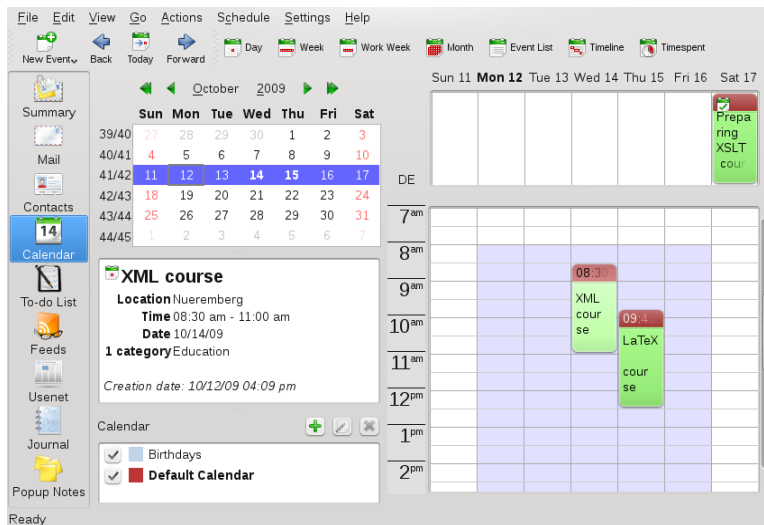 File Edit View Go Actions Schedule Settings Help
New Event Back Today Forward Day Week Work Week Month Event List Timeline Timespent
Summary
Mail
Contacts
14
Calendar
To-do List
Feeds
Usenet
Journal
Popup Notes
October 2009
Sun Mon Tue Wed Thu Fri Sat
39/40 27 28 29 30 1 2 3
40/41 4 5 6 7 8 9 10
41/42 11 12 13 14 15 16 17
42/43 18 19 20 21 22 23 24
43/44 25 26 27 28 29 30 31
44/45 1 2 3 4 5 6 7
XML course
Location Nueremberg
Time 08:30 am - 11:00 am
Date 10/14/09
1 category Education
Creation date: 10/12/09 04:09 pm
Calendar
Birthdays
Default Calendar
Sun 11 Mon 12 Tue 13 Wed 14 Thu 15 Fri 16 Sat 17
DE
Prepa
ring
XSLT
cour
7am
8am
9am
10am
11am
12pm
1pm
2pm
08:30
XML
cour
se
09:4
LaTeX
cour
se
Ready